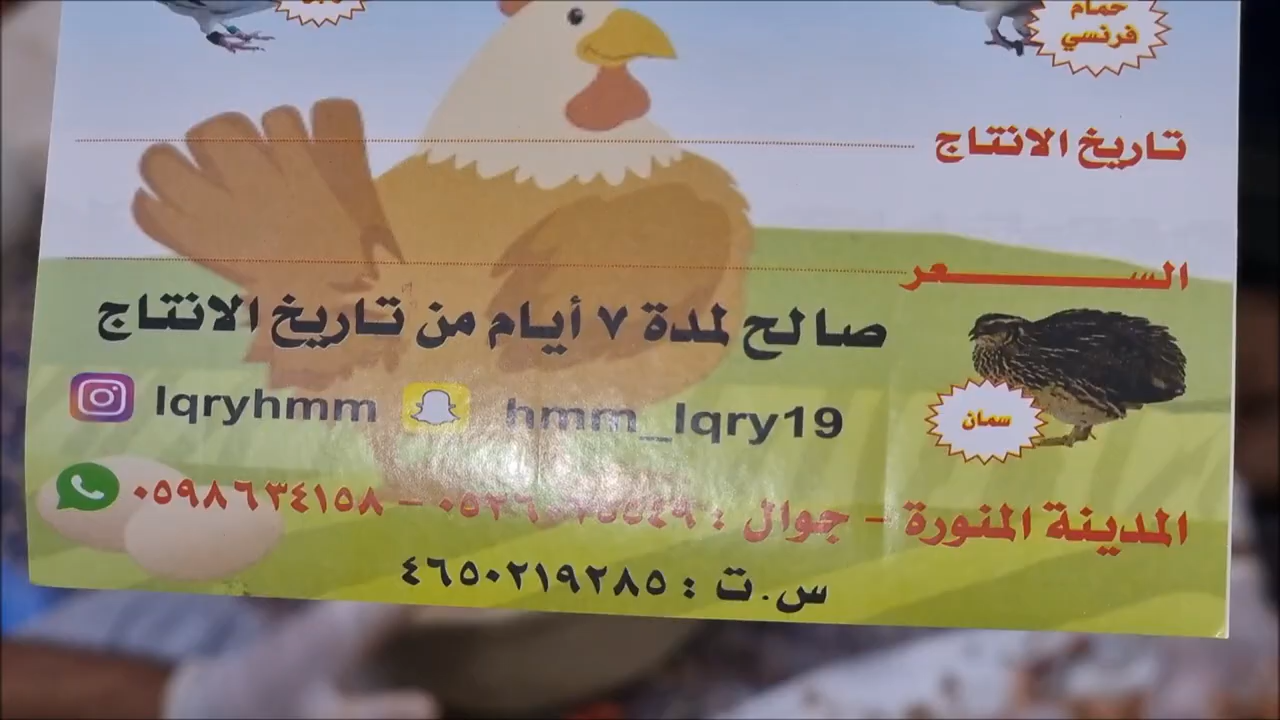 حمام
فرنسي
تاريخ الانتاج
السعر
صالح لمدة ٧ أيام من تاريخ الانتاج
lqryhmm hmm_lqry19
سمان
المدينة المنورة - جوال : - ٠٥٩٨٦٣٤١٥٨
س.ت : ٤٦٥٠٢١٩٢٨٥